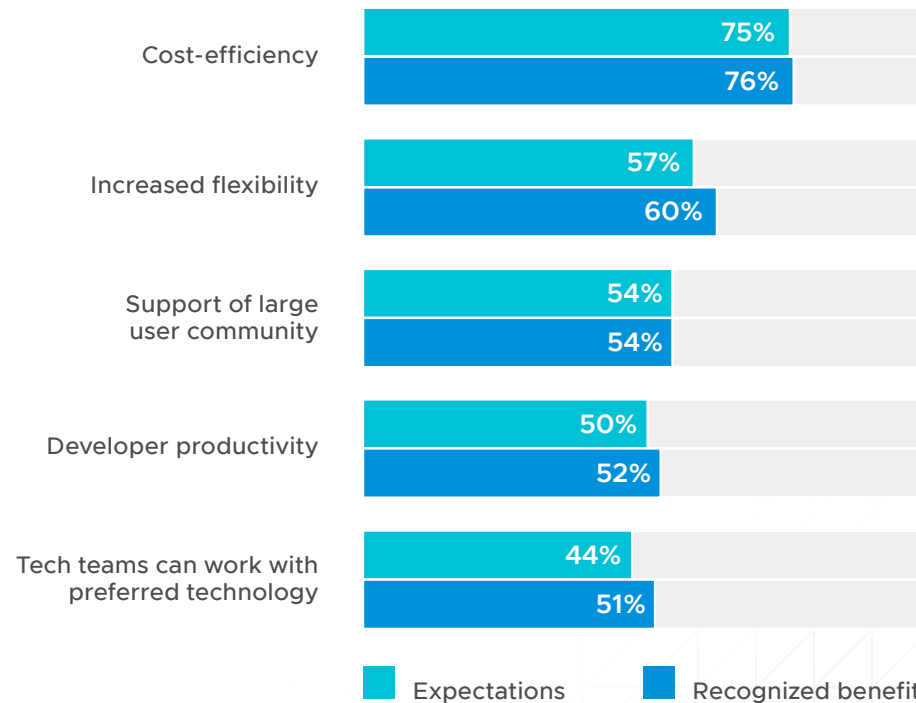 Cost-efficiency
75%
76%
Increased flexibility
57%
60%
Support of large
user community
54%
54%
Developer productivity
50%
52%
Tech teams can work with
preferred technology
44%
51%
Expectations
Recognized benefit